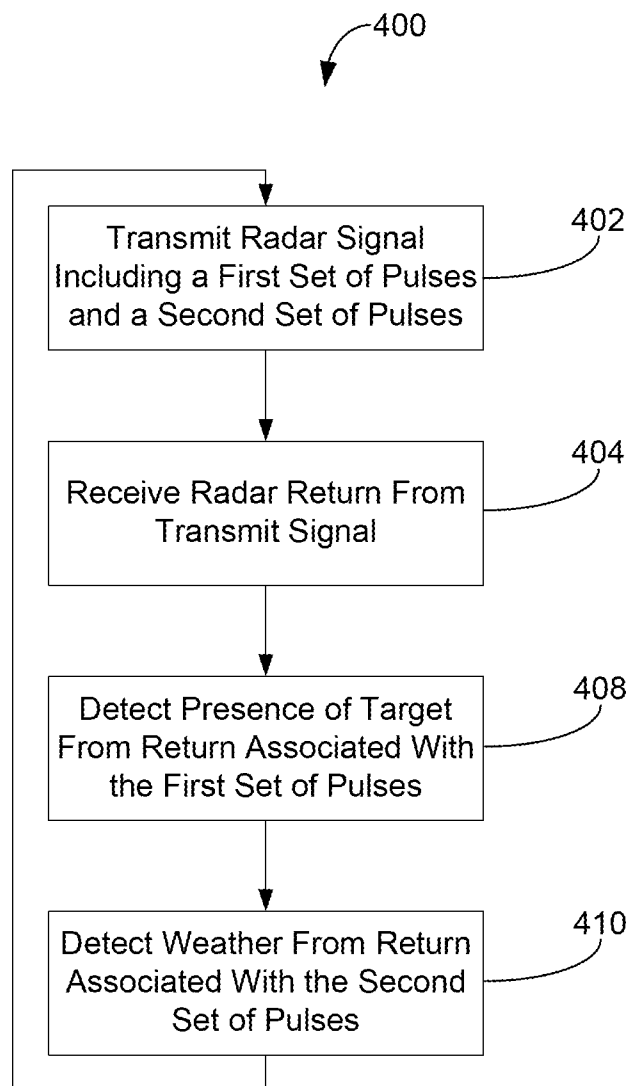 400
Transmit Radar Signal
Including a First Set of Pulses
and a Second Set of Pulses
402
Receive Radar Return From
Transmit Signal
404
Detect Presence of Target
From Return Associated With
the First Set of Pulses
408
Detect Weather From Return
Associated With the Second
Set of Pulses
410